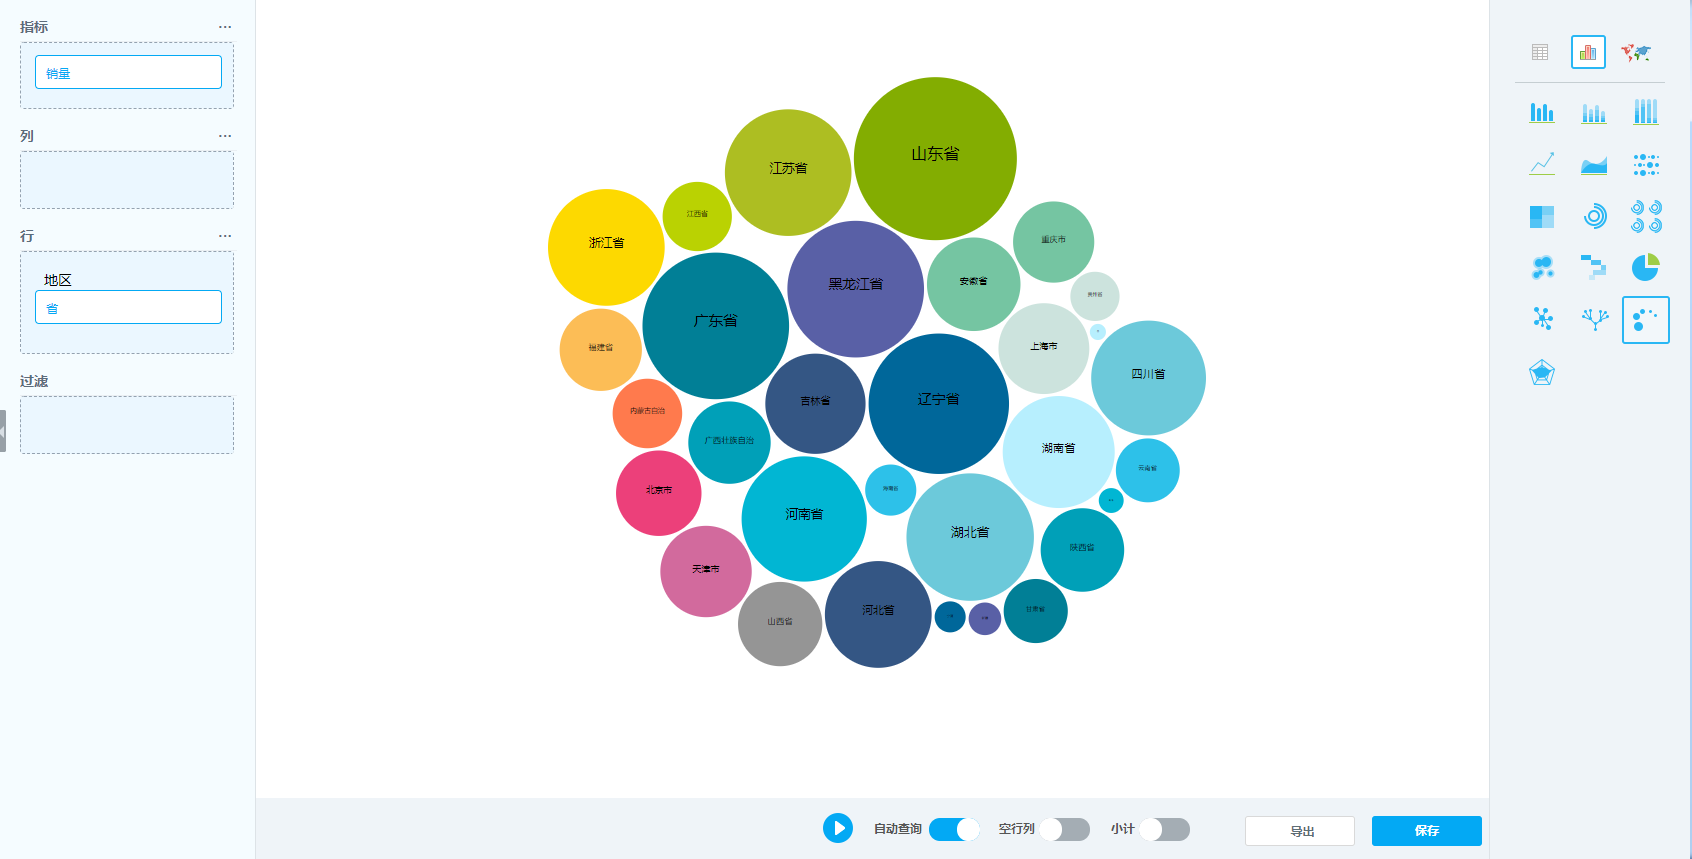 指标
...
销量
列
...
行
...
地区
省
过滤
山东省
江苏省
江西省
浙江省
重庆市
安徽省
黑龙江省
贵州省
广东省
上海市
福建省
四川省
辽宁省
吉林省
内蒙古自治
广西壮族自治
湖南省
云南省
北京市
海南省
河南省
湖北省
陕西省
天津市
甘肃省
河北省
山西省
自动查询
空行列
小计
导出
保存